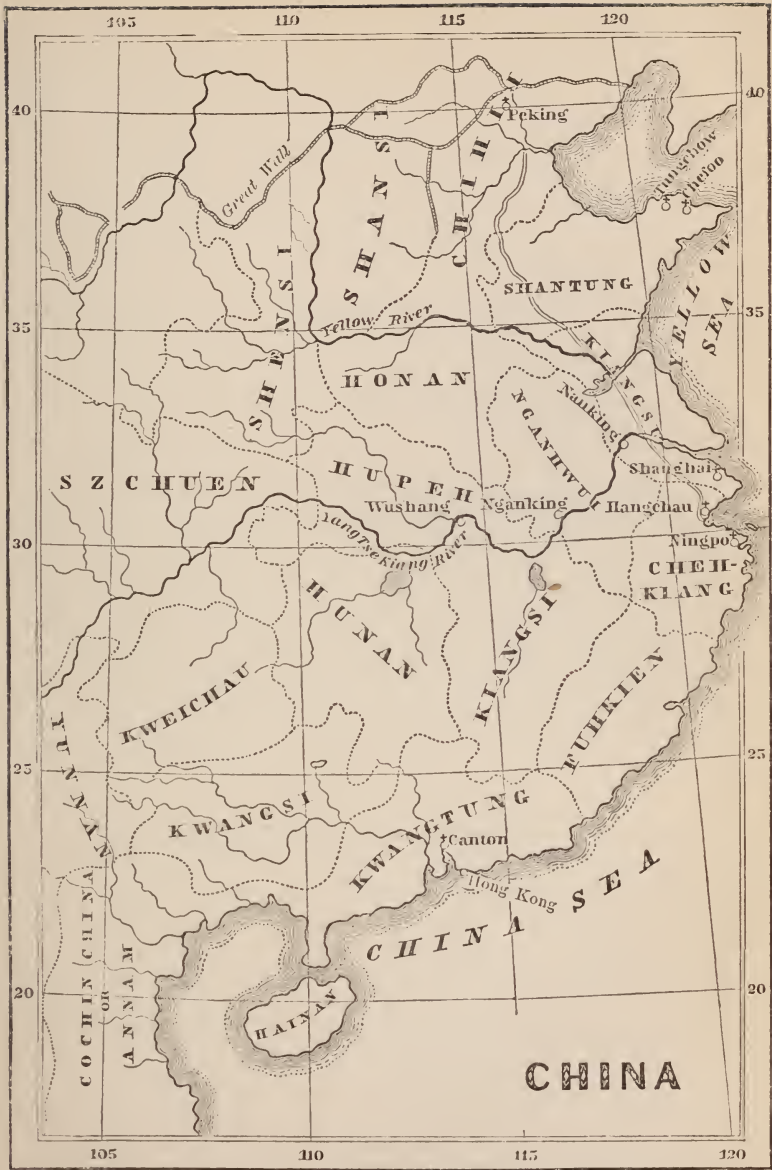 105 110 115 120
40 40
Peking
Great Wall
SHANSI
CHIHLI
Tungchow
Chefoo
SHENSI
SHANTUNG
YELLOW
SEA
35 35
Yellow River
HONAN
KIANGSU
NGANHWUI
Nanking
SZCHUEN
HUPEH
Shanghai
Wushang
Nganking
Hangchau
Yang Tse Kiang River
30 30
Ningpo
CHEH-
KIANG
HUNAN
KIANGSI
FUHKIEN
KWEICHAU
YUNNAN
25 25
KWANGSI
KWANGTUNG
Canton
Hong Kong
CHINA SEA
COCHIN CHINA
OR
ANNAM
20 20
HAINAN
CHINA
105 110 115 120